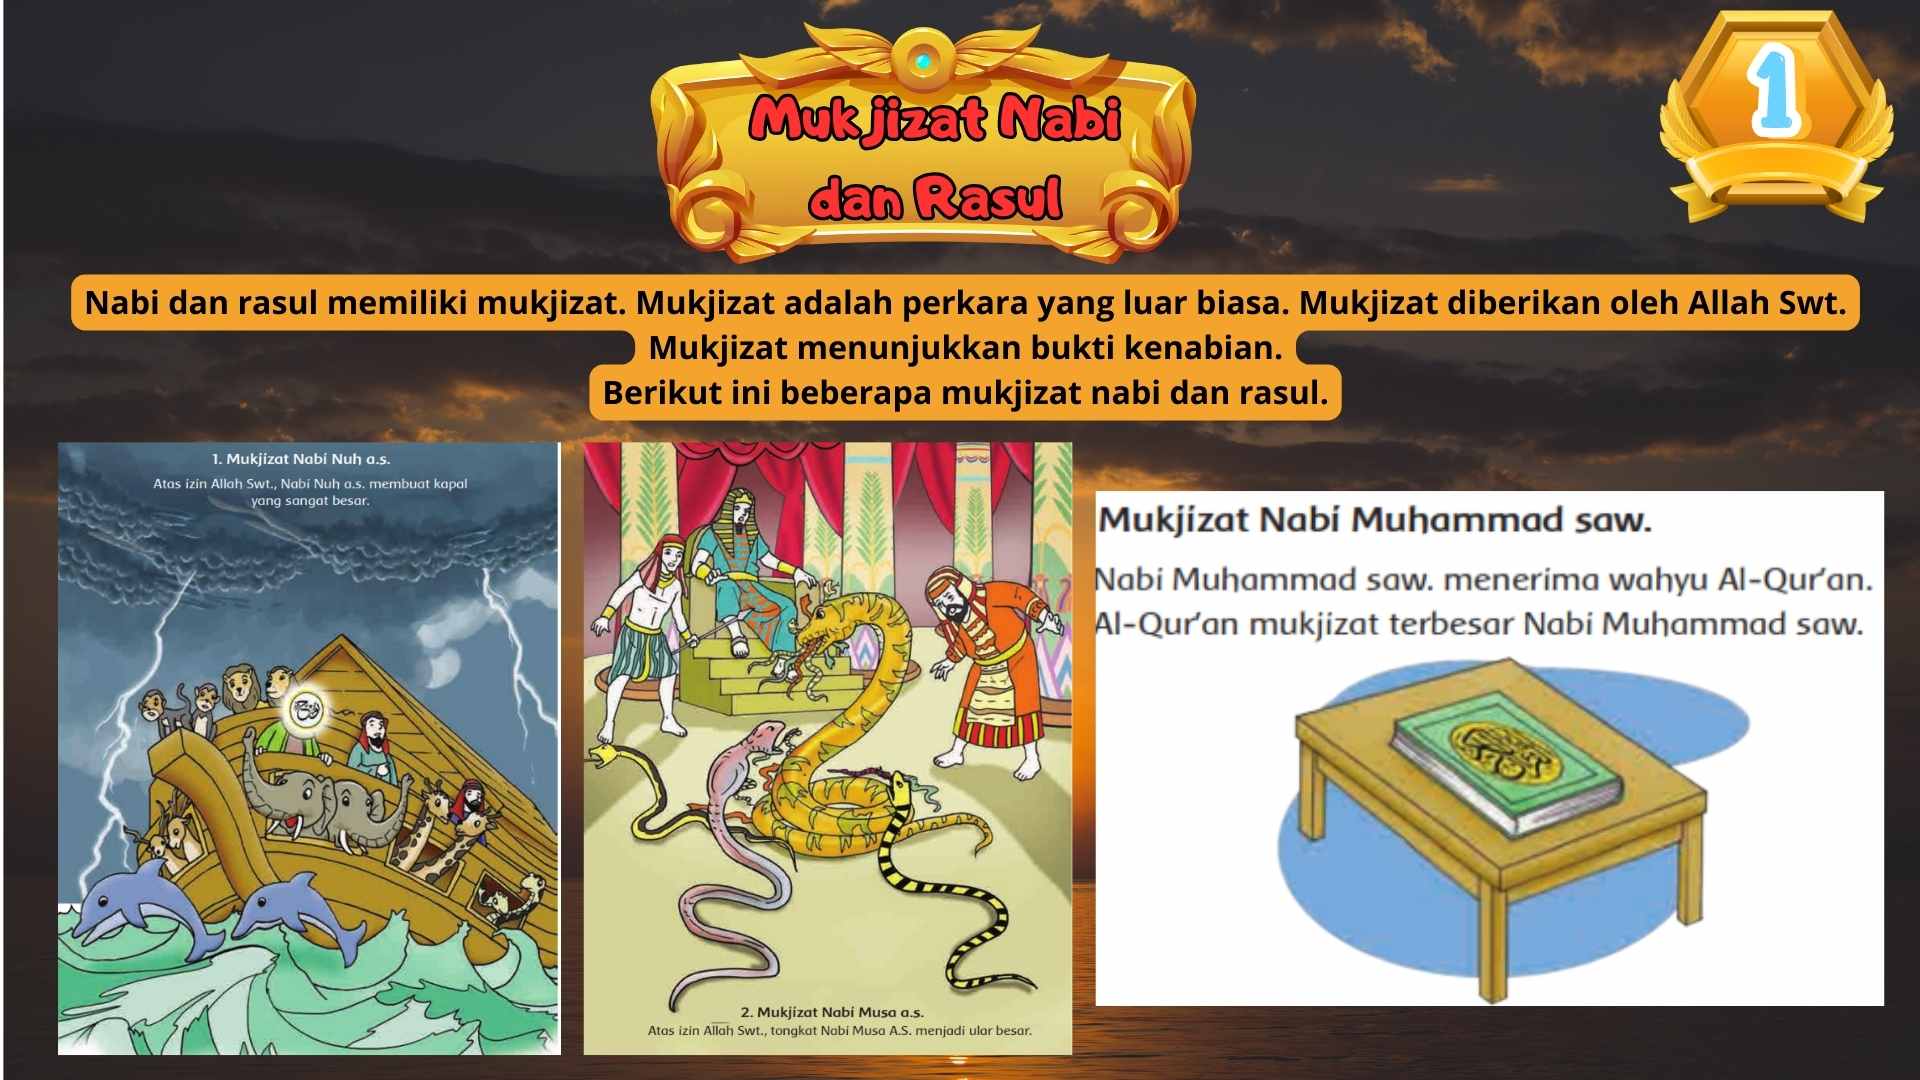 Mukjizat Nabi
dan Rasul
1
Nabi dan rasul memiliki mukjizat. Mukjizat adalah perkara yang luar biasa. Mukjizat diberikan oleh Allah Swt.
Mukjizat menunjukkan bukti kenabian.
Berikut ini beberapa mukjizat nabi dan rasul.
1. Mukjizat Nabi Nuh a.s.
Atas izin Allah Swt., Nabi Nuh a.s. membuat kapal
yang sangat besar.
2. Mukjizat Nabi Musa a.s.
Atas izin Allah Swt., tongkat Nabi Musa A.S. menjadi ular besar.
Mukjizat Nabi Muhammad saw.
Nabi Muhammad saw. menerima wahyu Al-Qur'an.
Al-Qur'an mukjizat terbesar Nabi Muhammad saw.